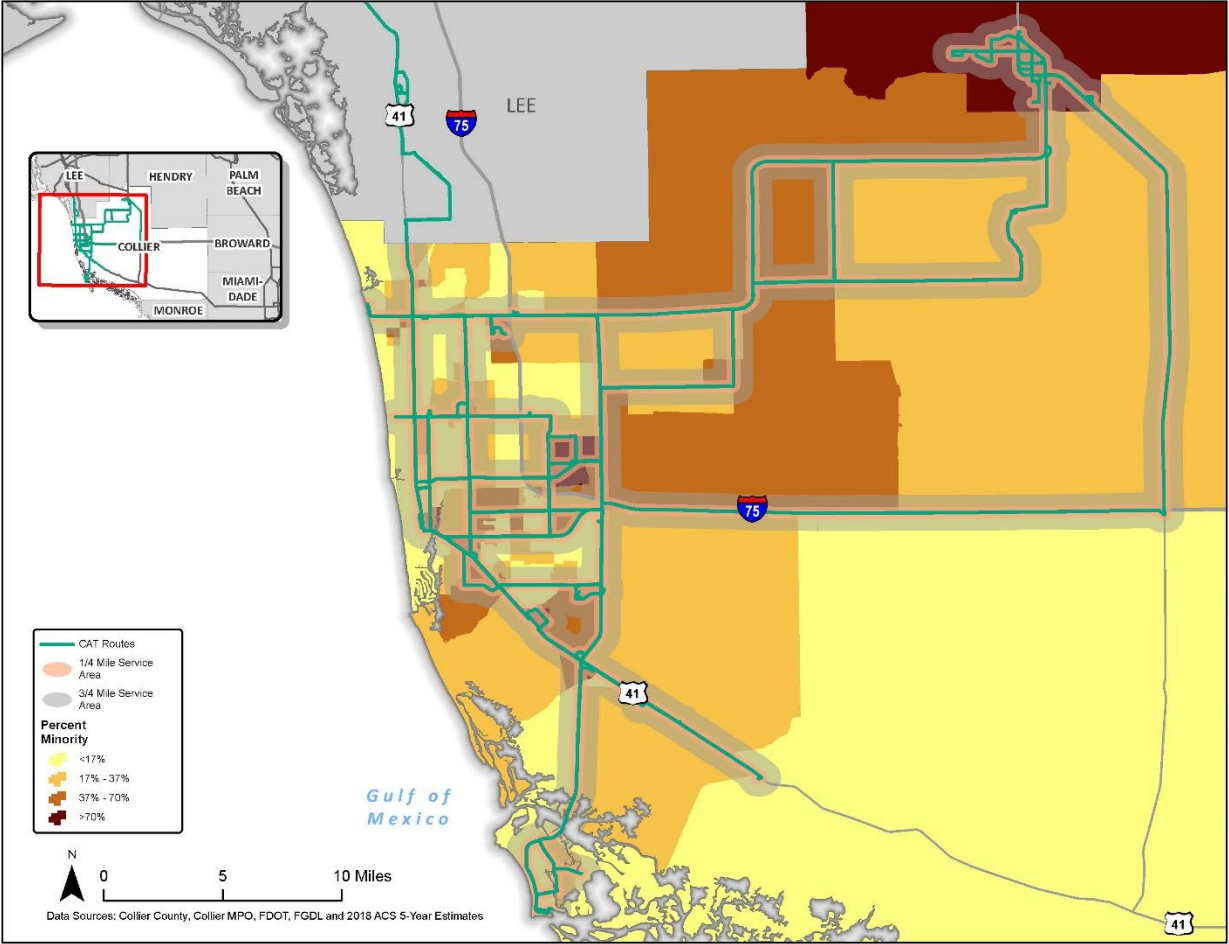 41
75
LEE
LEE
HENDRY
PALM
BEACH
COLLIER
BROWARD
MIAMI-
DADE
MONROE
75
41
CAT Routes
1/4 Mile Service
Area
3/4 Mile Service
Area
Percent
Minority
<17%
17% - 37%
37% - 70%
>70%
Gulf of
Mexico
N
0 5 10 Miles
Data Sources: Collier County, Collier MPO, FDOT, FGDL and 2018 ACS 5-Year Estimates
41